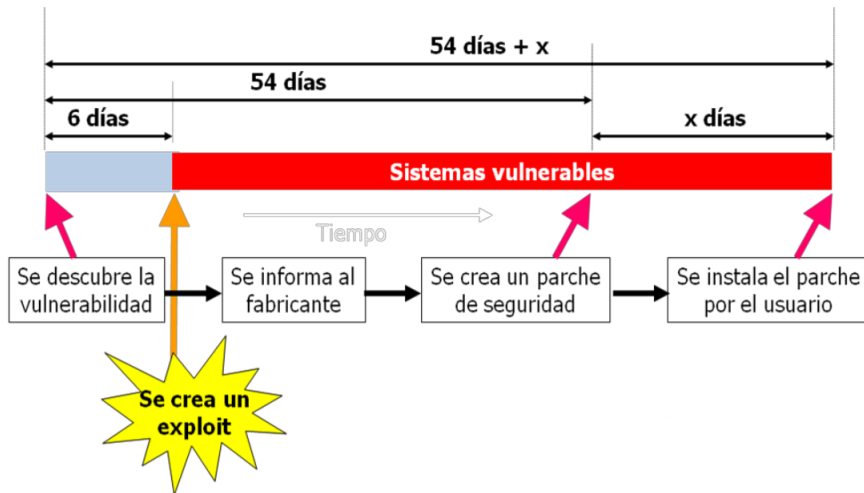 54 días + x
54 días
6 días
x días
Sistemas vulnerables
Tiempo
Se descubre la
vulnerabilidad
Se informa al
fabricante
Se crea un parche
de seguridad
Se instala el parche
por el usuario
Se crea un
exploit